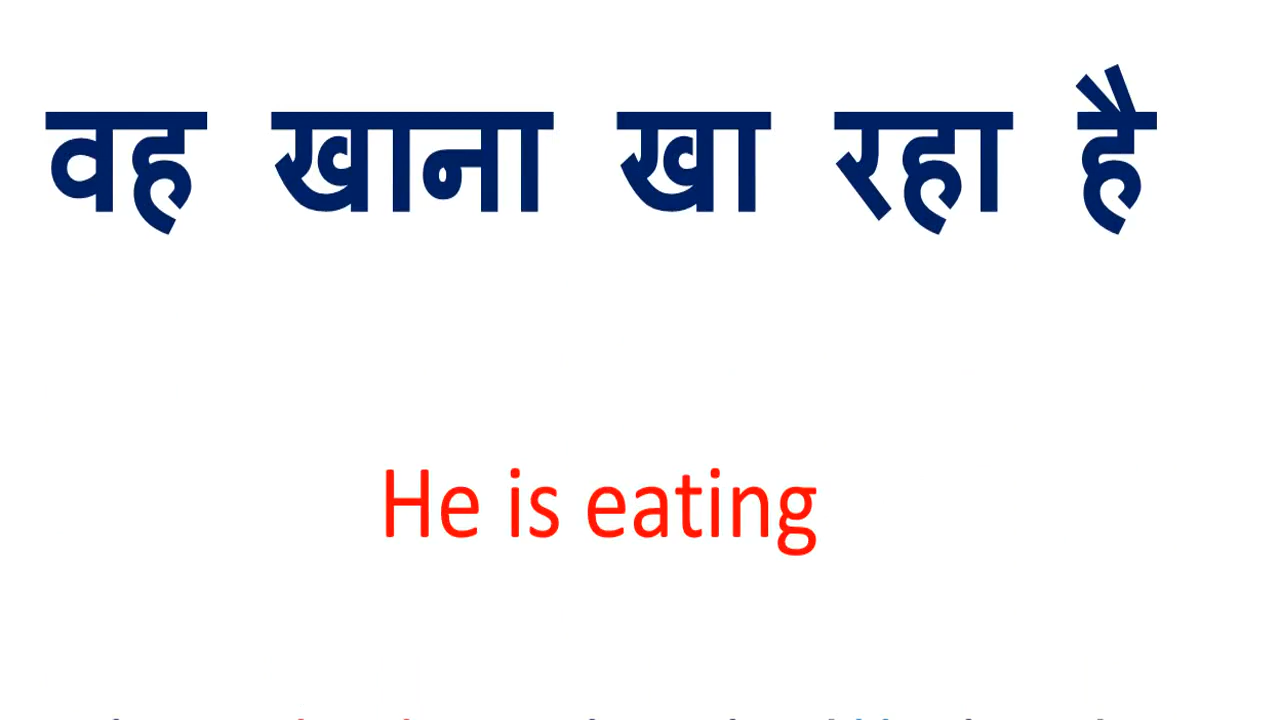 वह खाना खा रहा है
He is eating